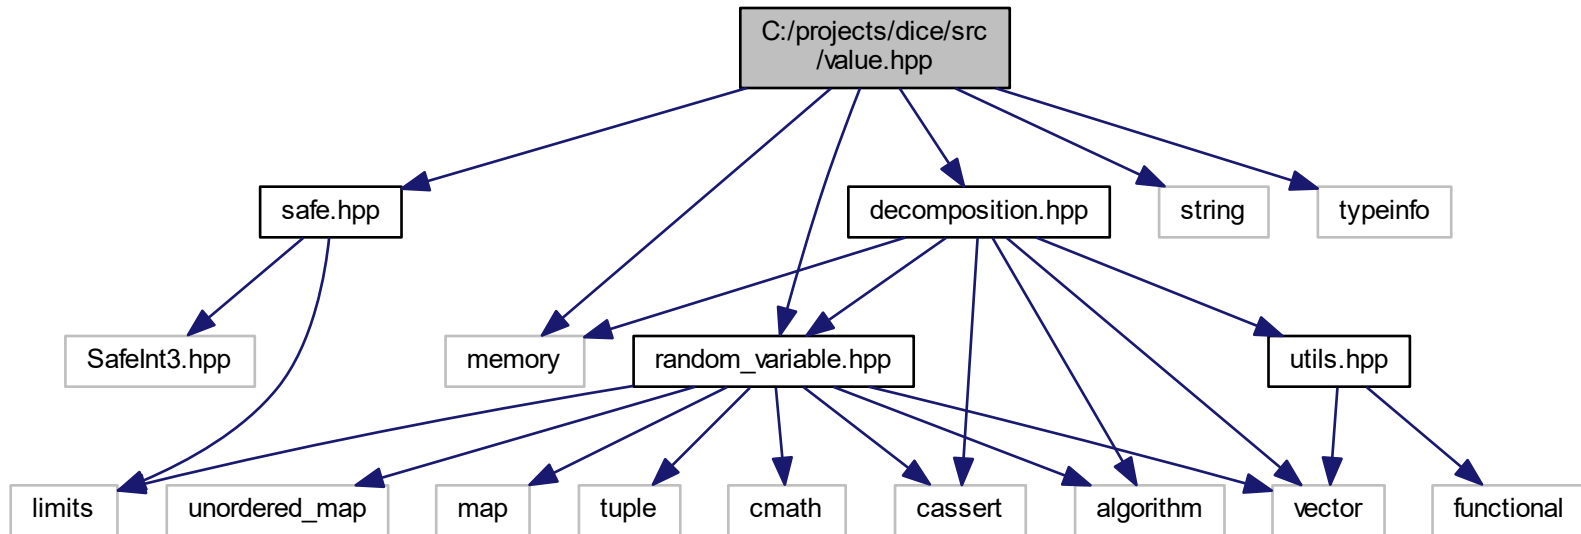 C:/projects/dice/src
/value.hpp
safe.hpp
decomposition.hpp
string
typeinfo
SafeInt3.hpp
memory
random_variable.hpp
utils.hpp
limits
unordered_map
map
tuple
cmath
cassert
algorithm
vector
functional